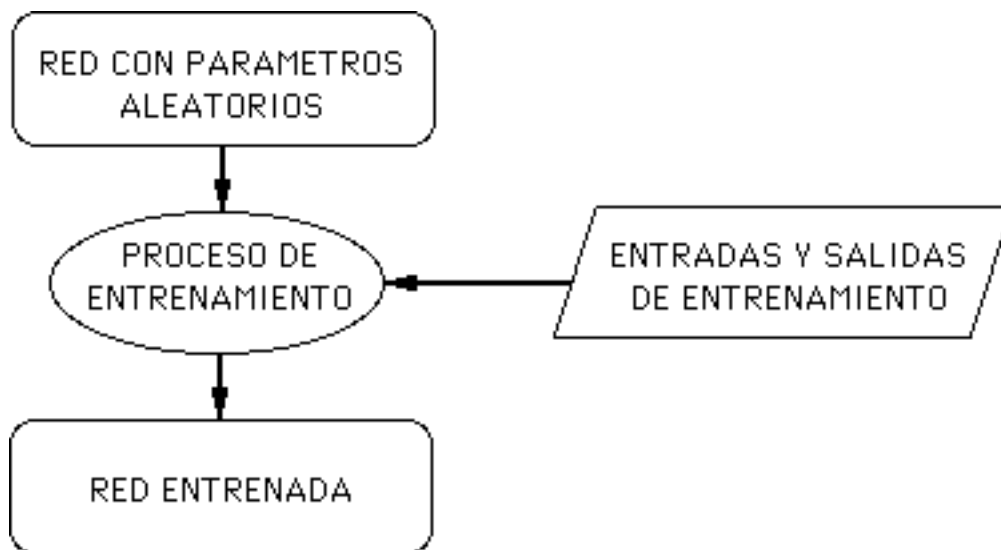 RED CON PARAMETROS
ALEATORIOS
PROCESO DE
ENTRENAMIENTO
ENTRADAS Y SALIDAS
DE ENTRENAMIENTO
RED ENTRENADA